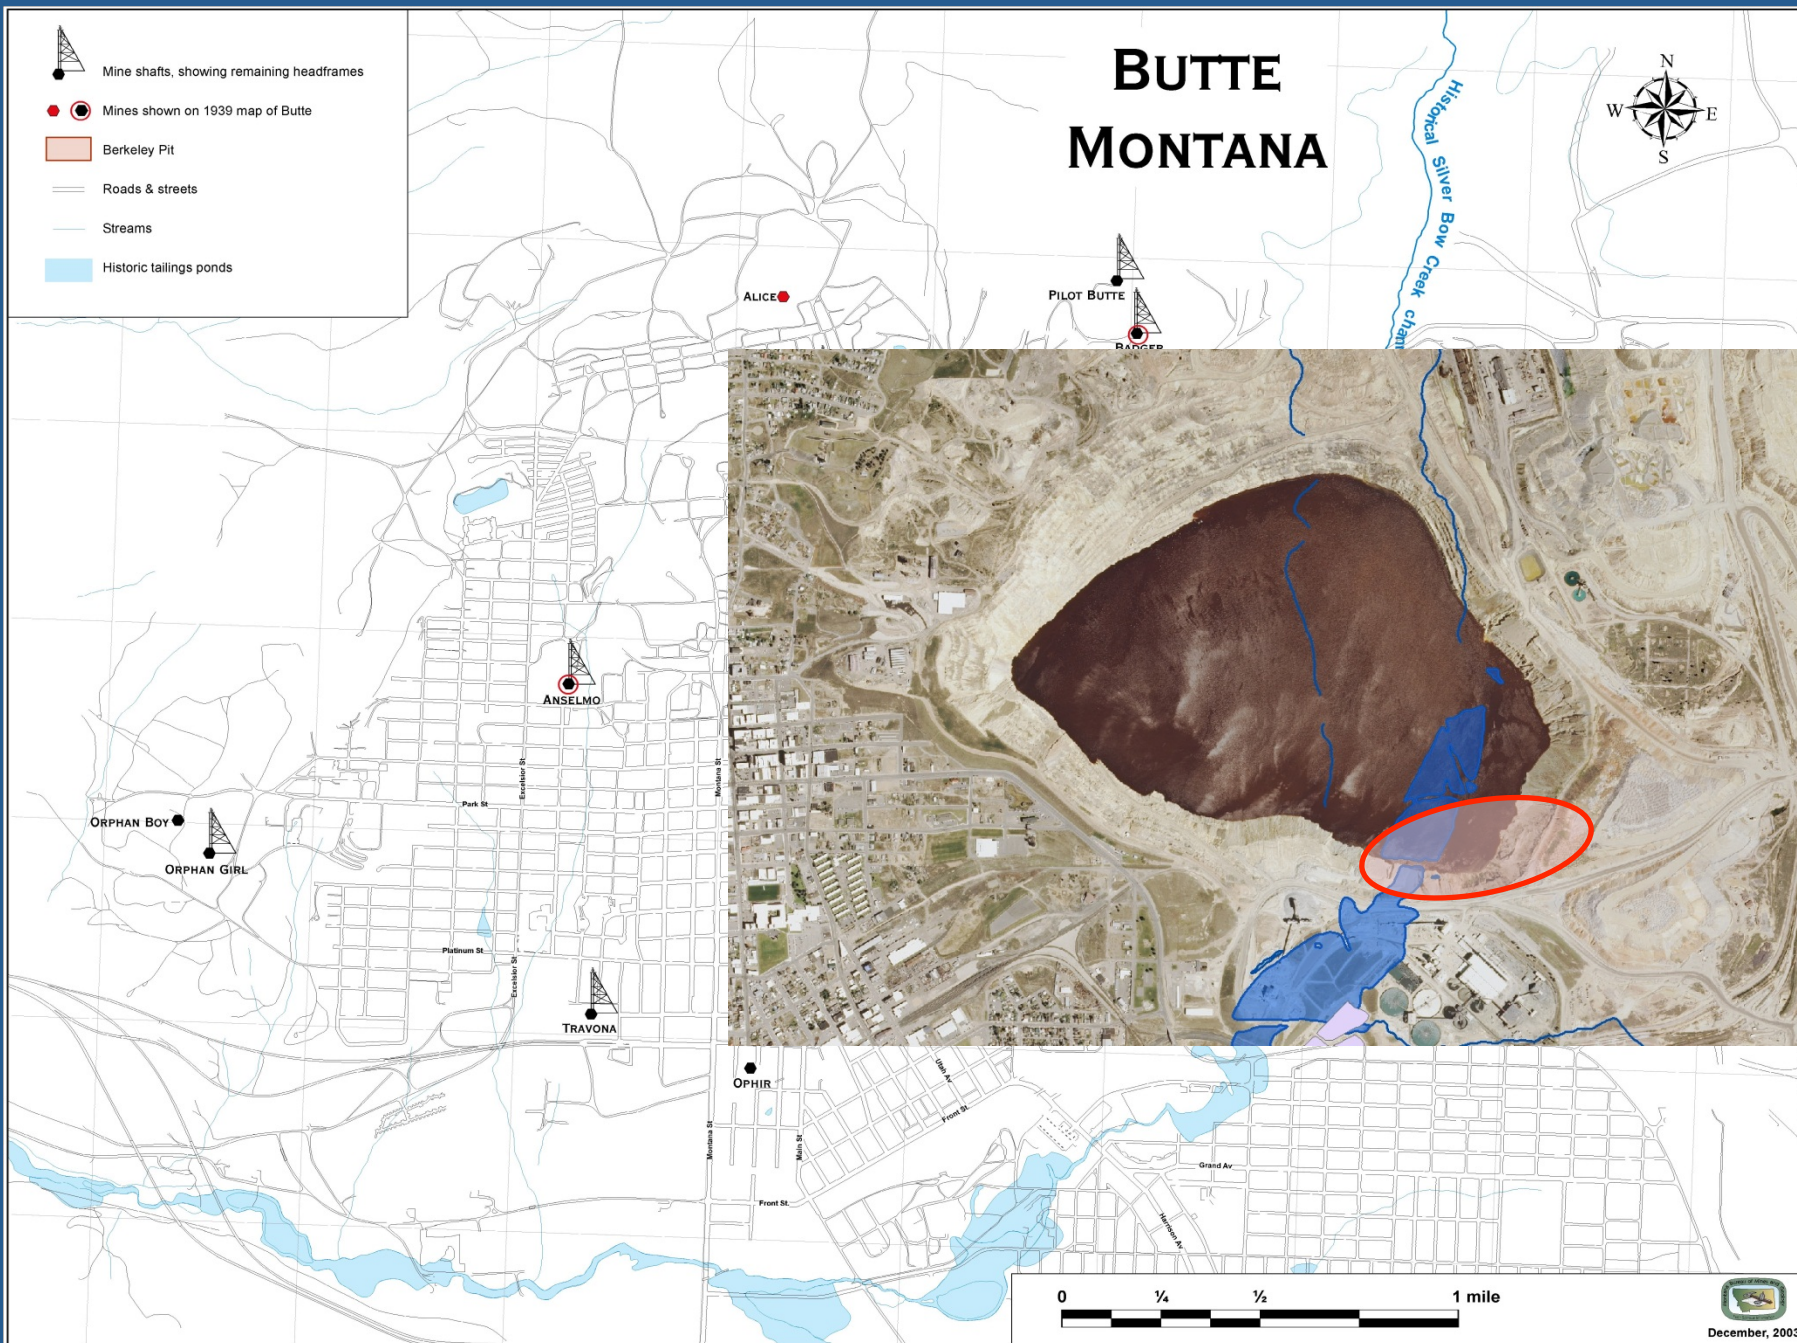 Mine shafts, showing remaining headframes
Mines shown on 1939 map of Butte
Berkeley Pit
Roads & streets
Streams
Historic tailings ponds
BUTTE
MONTANA
N
W
E
S
Historical Silver Bow Creek chan
ALICE
PILOT BUTTE
BADGER
ANSELMO
Excelsior St
Montana St
Park St
ORPHAN BOY
ORPHAN GIRL
Platinum St
Excelsior St
TRAVONA
OPHIR
Utah Av
Front St
Montana St
Main St
Grand Av
Front St.
Harrison Av
0 ¼ ½ 1 mile
December, 2003